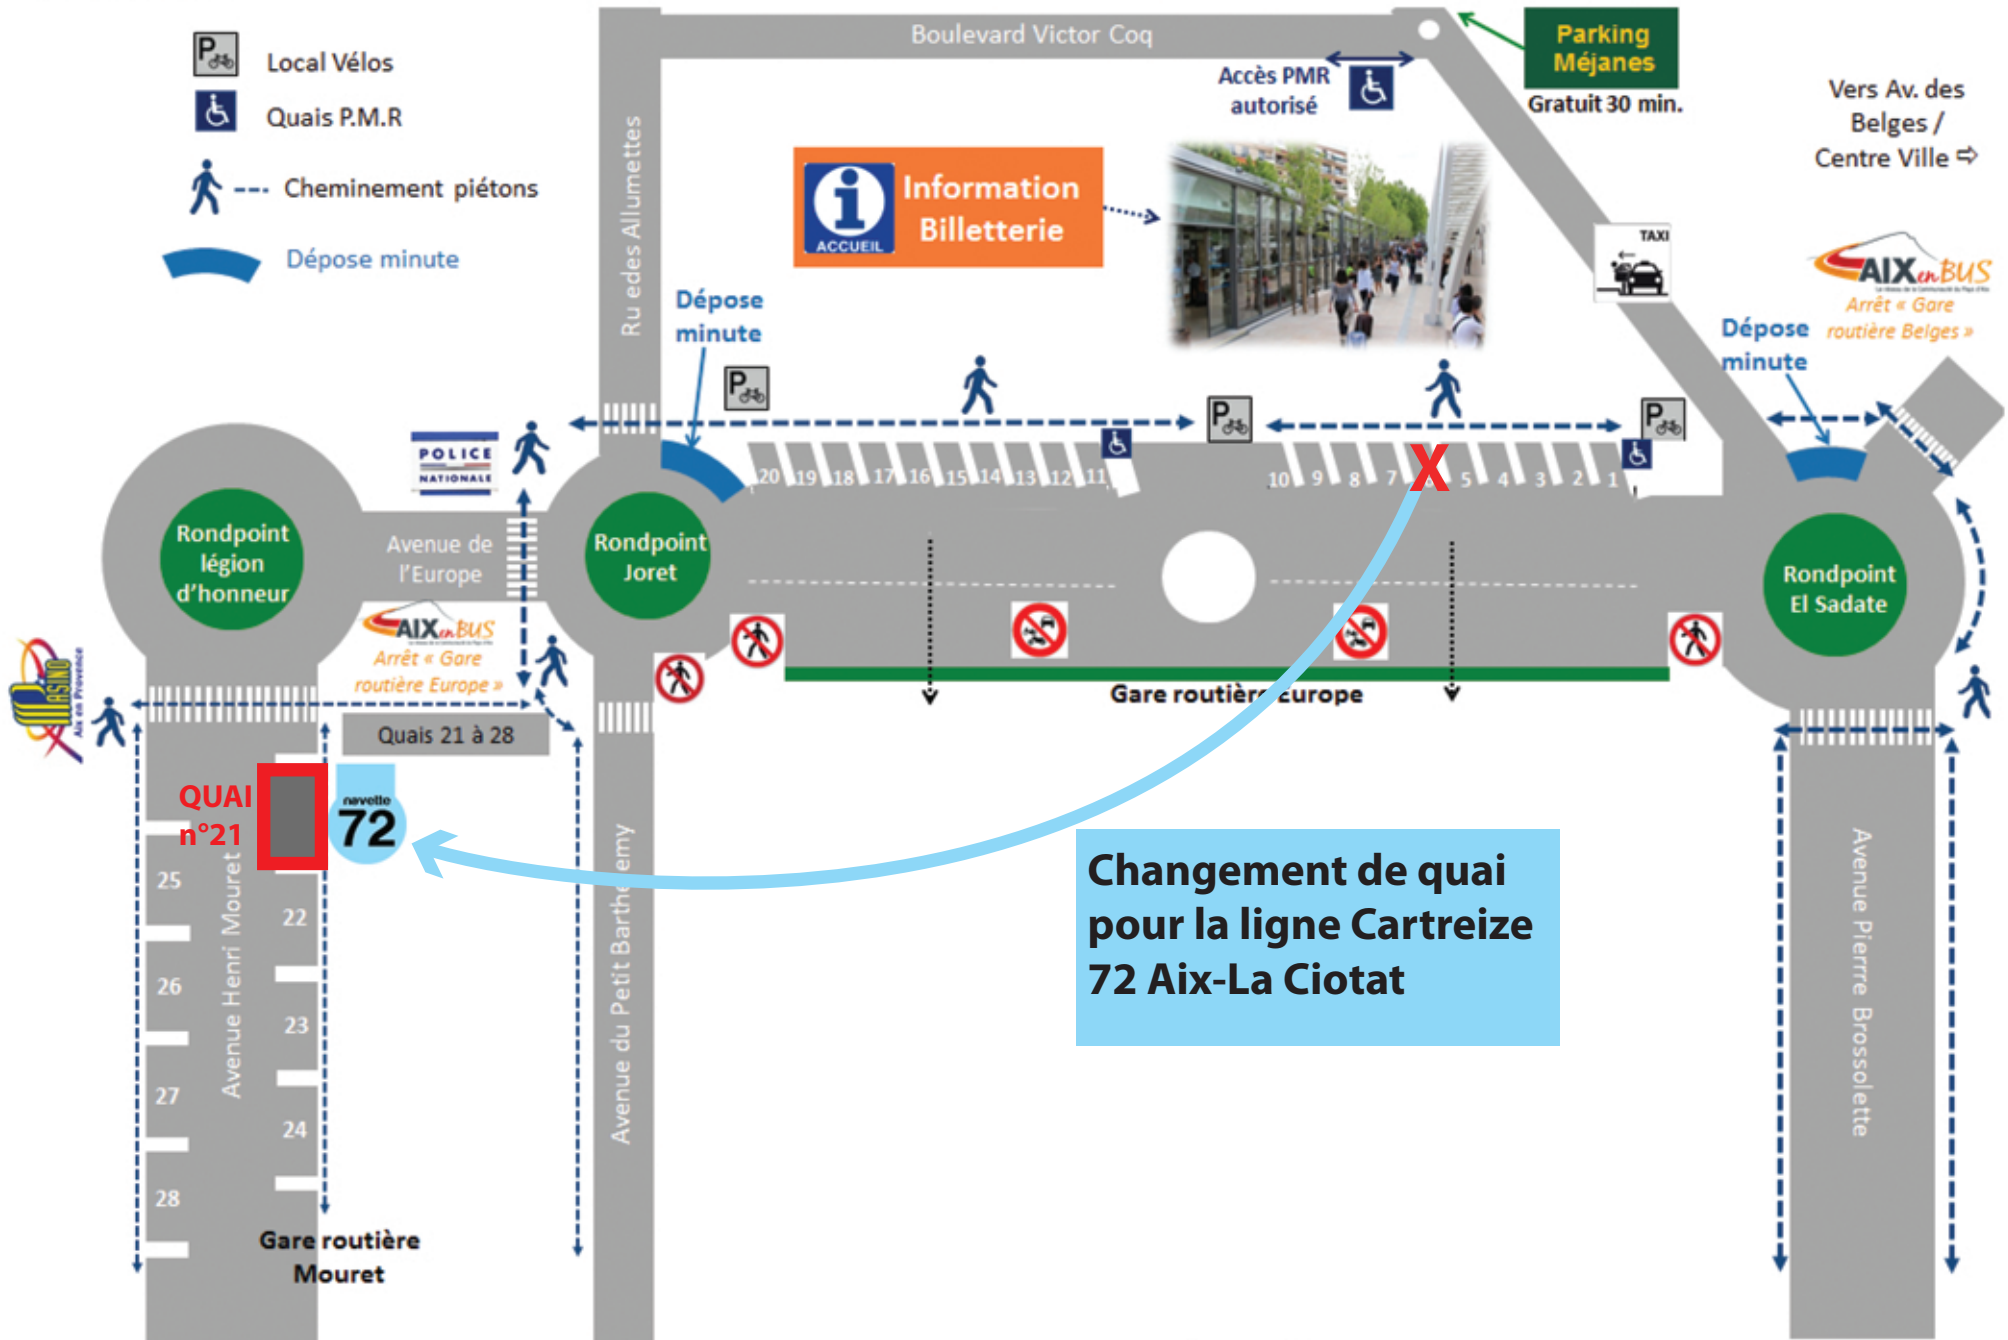 Boulevard Victor Coq
Parking
Méjanes
Gratuit 30 min.
Accès PMR
autorisé
P
Local Vélos
Quais P.M.R
Cheminement piétons
Dépose minute
Vers Av. des
Belges /
Centre Ville ⇨
i
ACCUEIL
Information
Billetterie
Ru edes Allumettes
TAXI
AIX en BUS
Arrêt « Gare
routière Belges »
Dépose
minute
Dépose
minute
P
P
P
POLICE
NATIONALE
20 19 18 17 16 15 14 13 12 11
10 9 8 7 X 5 4 3 2 1
Rondpoint
légion
d'honneur
Avenue de
l'Europe
Rondpoint
Joret
Rondpoint
El Sadate
AIX en BUS
Arrêt « Gare
routière Europe »
PASINO
Aix en Provence
Gare routière Europe
Quais 21 à 28
QUAI
n°21
navette
72
25
26
27
28
Avenue Henri Mouret
22
23
24
Avenue du Petit Barthelemy
Changement de quai
pour la ligne Cartreize
72 Aix-La Ciotat
Avenue Pierrre Brossolette
Gare routière
Mouret